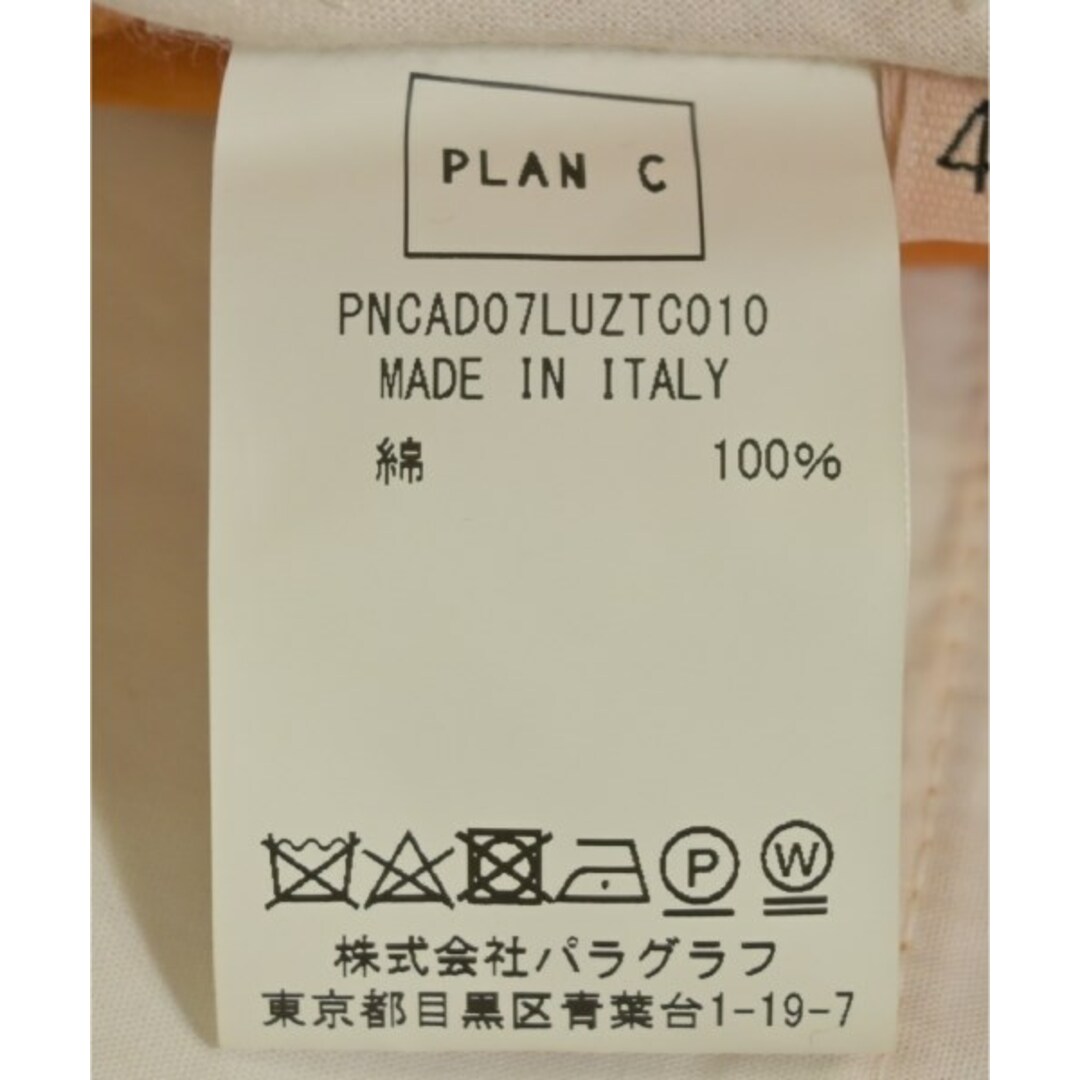 PLAN C
PNCAD07LUZTC010
MADE IN ITALY
綿 100%
P W
株式会社パラグラフ
東京都目黒区青葉台1-19-7
4